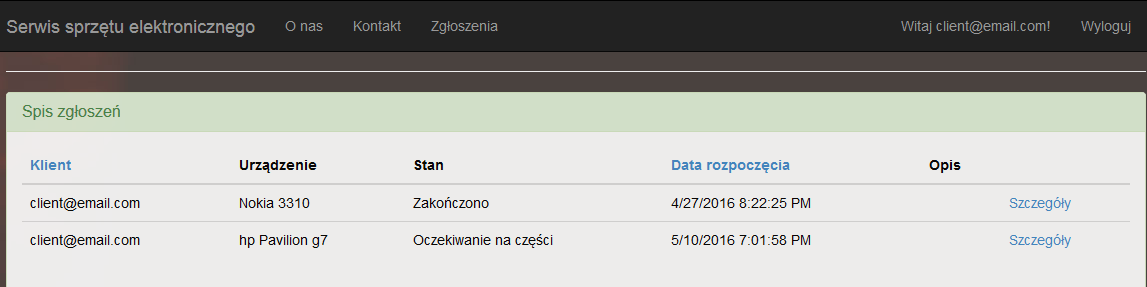 Serwis sprzętu elektronicznego O nas Kontakt Zgłoszenia Witaj client@email.com! Wyloguj
Spis zgłoszeń
Klient Urządzenie Stan Data rozpoczęcia Opis
client@email.com Nokia 3310 Zakończono 4/27/2016 8:22:25 PM Szczegóły
client@email.com hp Pavilion g7 Oczekiwanie na części 5/10/2016 7:01:58 PM Szczegóły